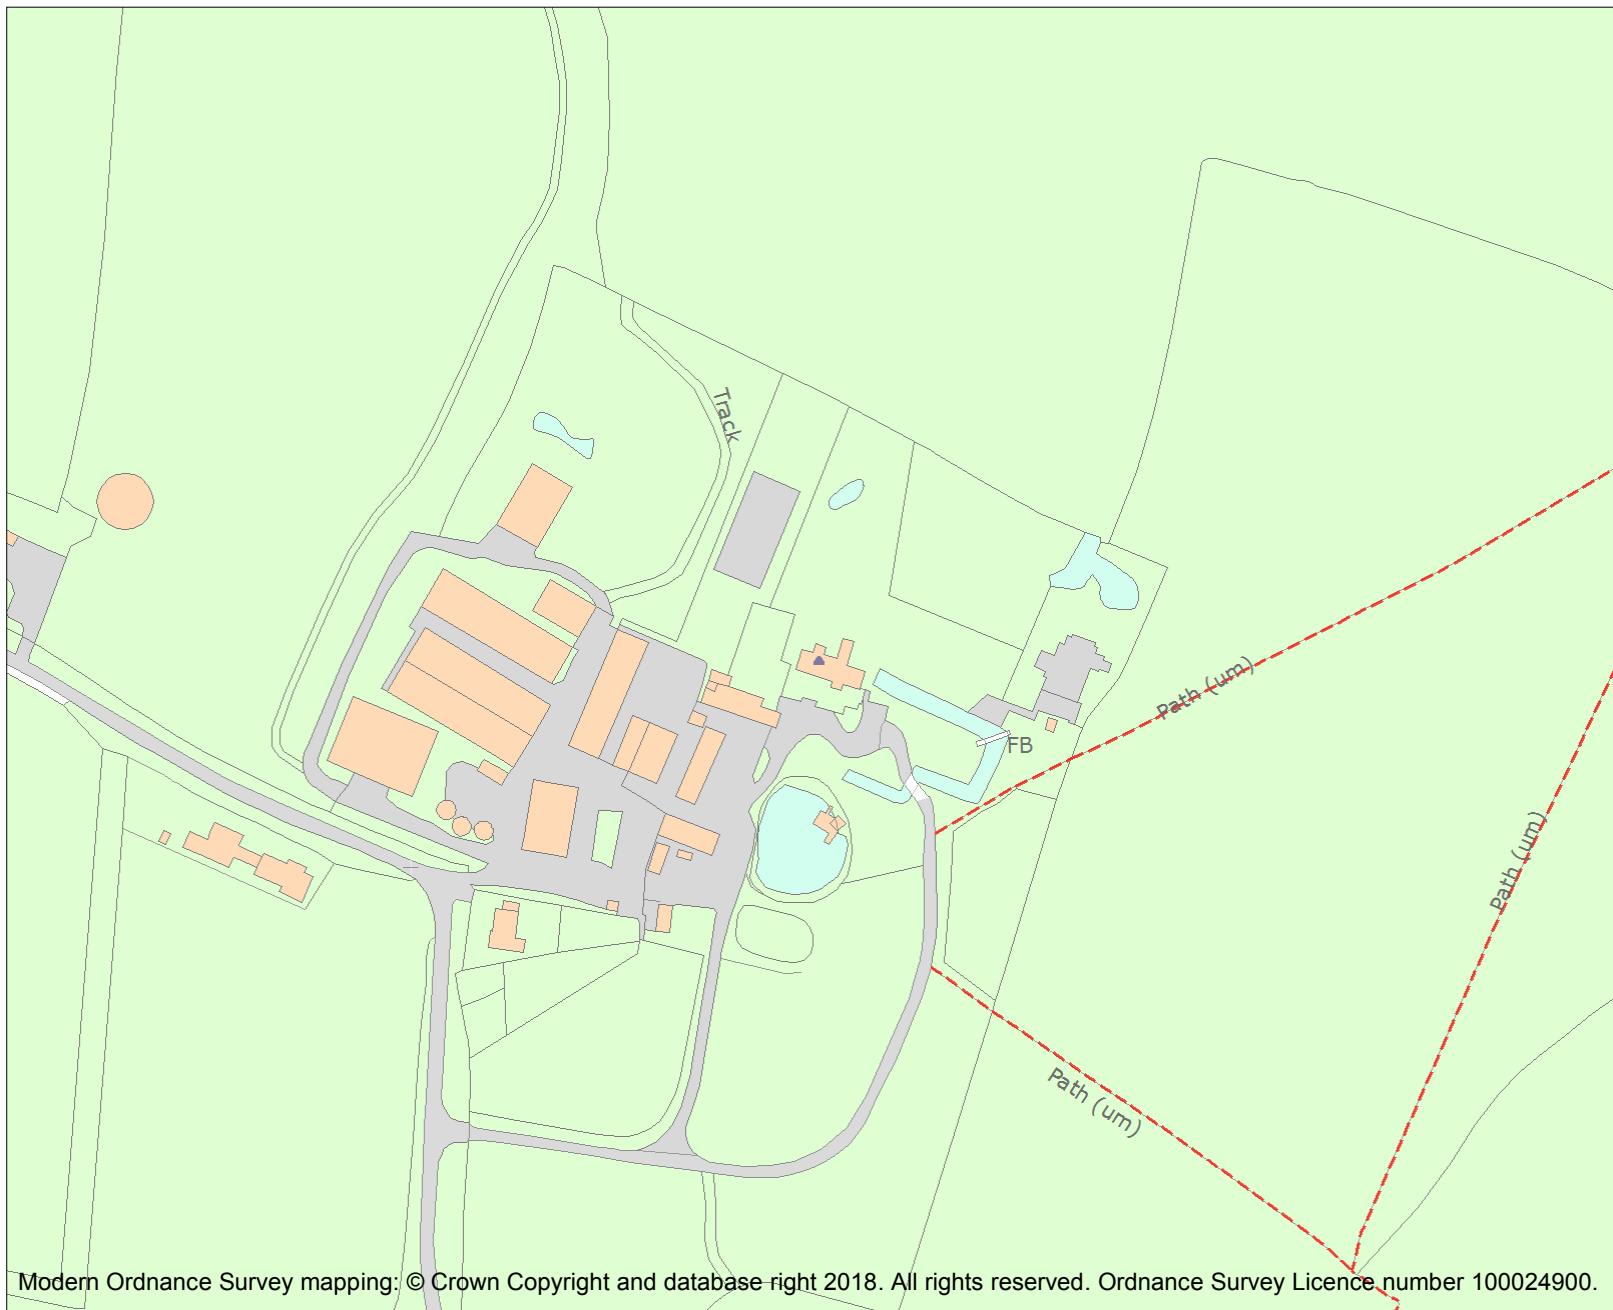 Track
Path (um)
FB
Path (um)
Path (um)
Modern Ordnance Survey mapping: © Crown Copyright and database right 2018. All rights reserved. Ordnance Survey Licence number 100024900.